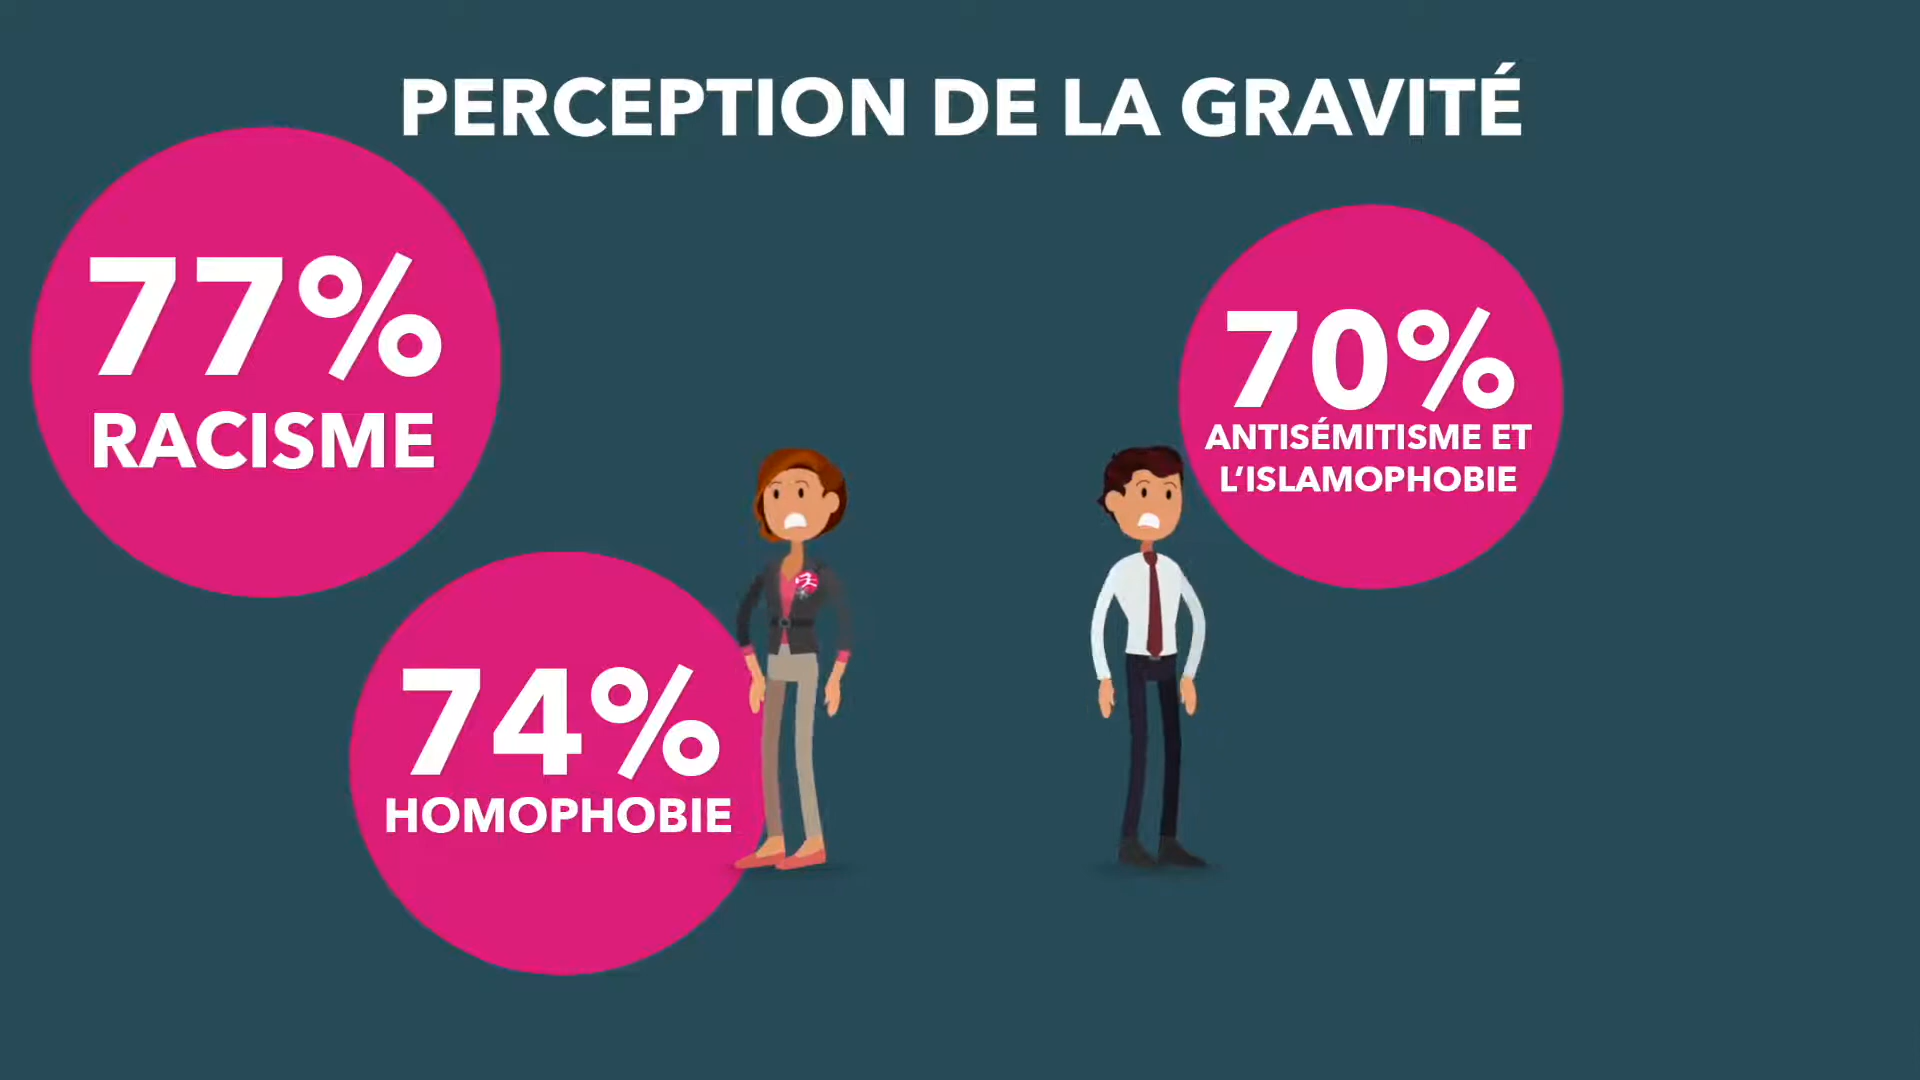 PERCEPTION DE LA GRAVITÉ
77%
RACISME
70%
ANTISÉMITISME ET
L’ISLAMOPHOBIE
74%
HOMOPHOBIE